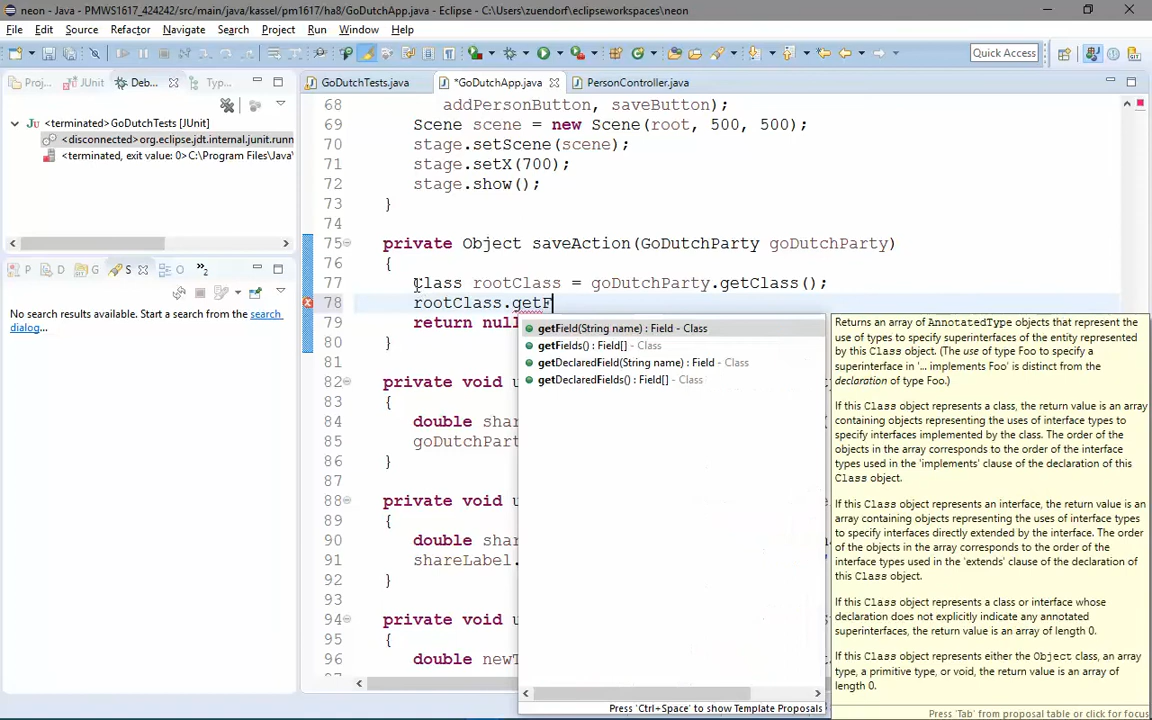 neon - Java - PMWS1617_424242/src/main/java/kassel/pm1617/ha8/GoDutchApp.java - Eclipse - C:\Users\zuendorf\eclipseworkspaces\neon
File Edit Source Refactor Navigate Search Project Run Window Help
Quick Access
Proj... JUnit Deb... Typ...
GoDutchTests.java *GoDutchApp.java PersonController.java
<terminated> GoDutchTests [JUnit]
<disconnected>org.eclipse.jdt.internal.junit.runn
<terminated, exit value: 0>C:\Program Files\Java\
P D G S O »2
No search results available. Start a search from the search
dialog...
68 addPersonButton, saveButton);
69 Scene scene = new Scene(root, 500, 500);
70 stage.setScene(scene);
71 stage.setX(700);
72 stage.show();
73 }
74
75 private Object saveAction(GoDutchParty goDutchParty)
76 {
77 Class rootClass = goDutchParty.getClass();
78 rootClass.getF
79 return null
80 }
81
82 private void u
83 {
84 double shar
85 goDutchPart
86 }
87
88 private void u
89 {
90 double shar
91 shareLabel.
92 }
93
94 private void u
95 {
96 double newT
getField(String name) : Field - Class
getFields() : Field[] - Class
getDeclaredField(String name) : Field - Class
getDeclaredFields() : Field[] - Class
Press 'Ctrl+Space' to show Template Proposals
Returns an array of AnnotatedType objects that represent the
use of types to specify superinterfaces of the entity represented
by this Class object. (The use of type Foo to specify a
superinterface in '... implements Foo' is distinct from the
declaration of type Foo.)
If this Class object represents a class, the return value is an array
containing objects representing the uses of interface types to
specify interfaces implemented by the class. The order of the
objects in the array corresponds to the order of the interface
types used in the 'implements' clause of the declaration of this
Class object.
If this Class object represents an interface, the return value is an
array containing objects representing the uses of interface types
to specify interfaces directly extended by the interface. The order
of the objects in the array corresponds to the order of the
interface types used in the 'extends' clause of the declaration of
this Class object.
If this Class object represents a class or interface whose
declaration does not explicitly indicate any annotated
superinterfaces, the return value is an array of length 0.
If this Class object represents either the Object class, an array
type, a primitive type, or void, the return value is an array of
length 0.
Press 'Tab' from proposal table or click for focus